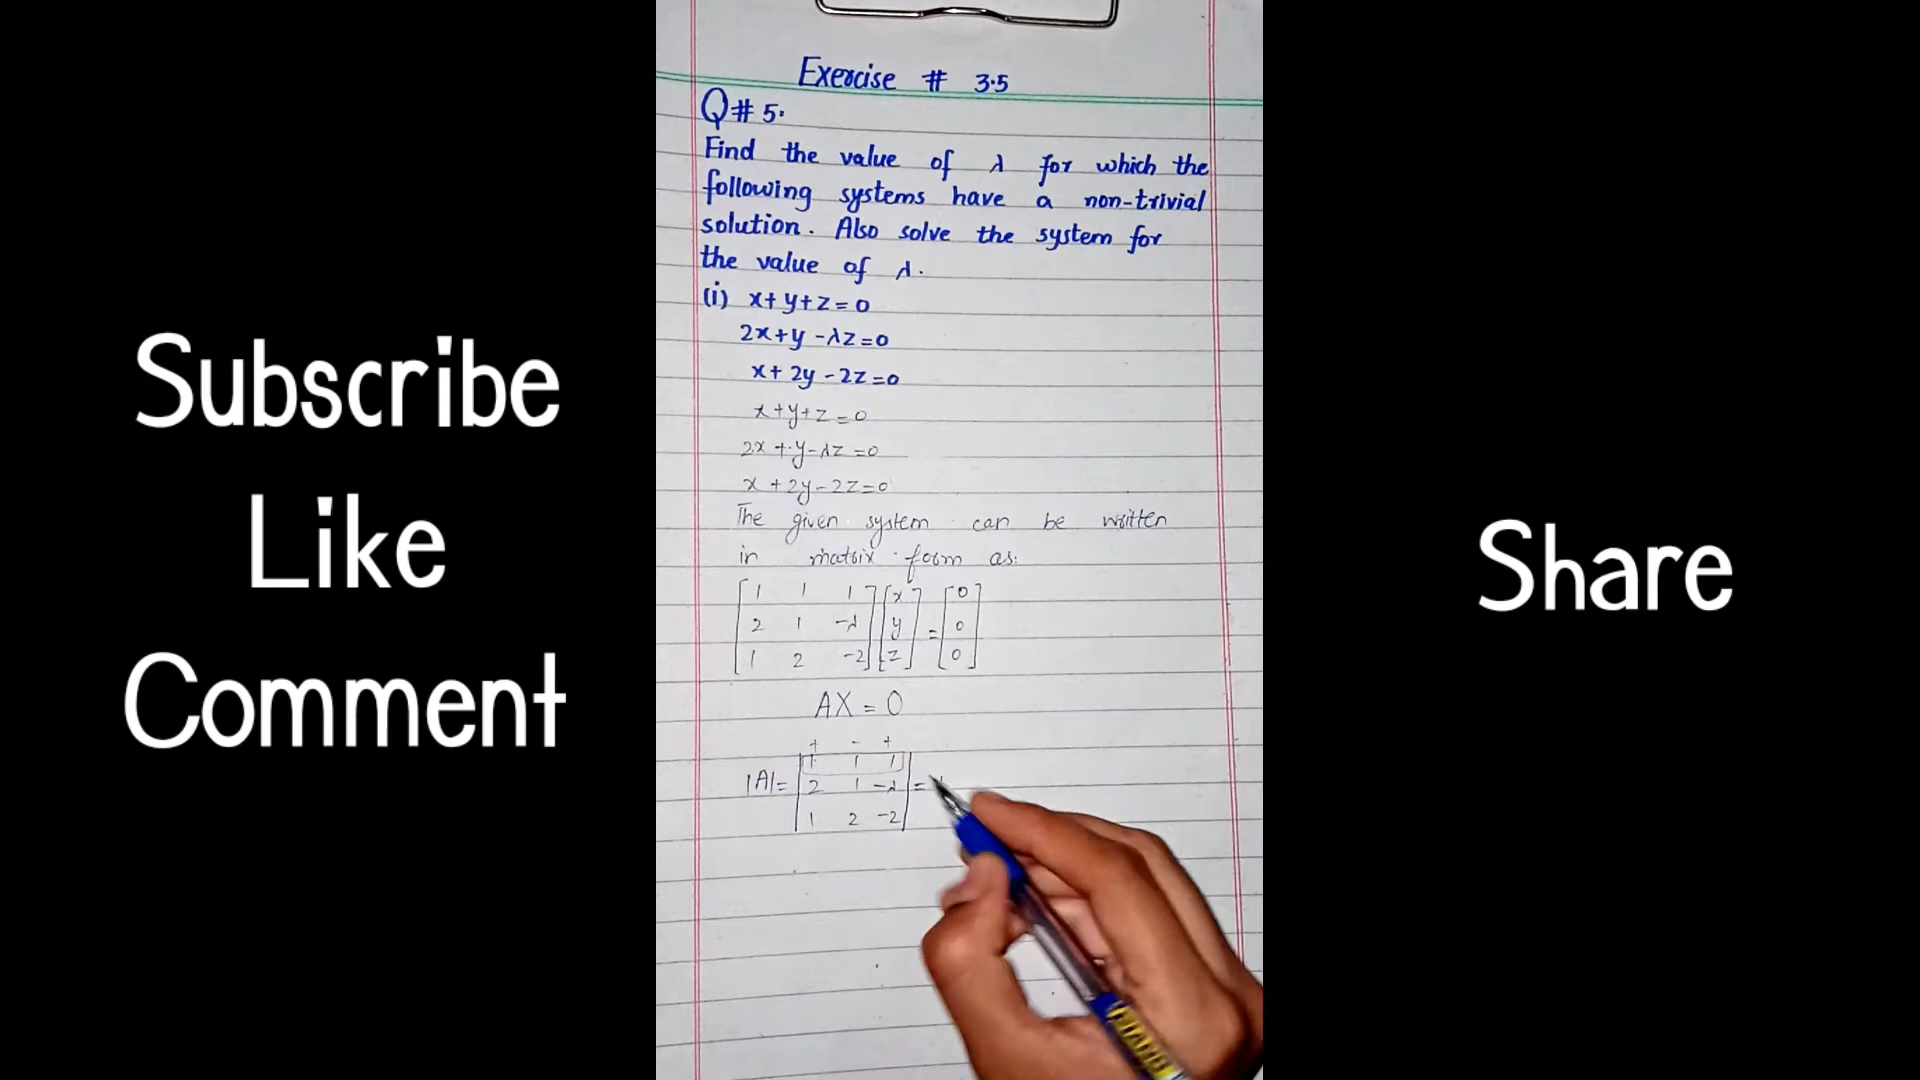 Subscribe
Like
Comment
Exercise # 3.5
Q# 5.
Find the value of λ for which the
following systems have a non-trivial
solution. Also solve the system for
the value of λ.
(i) x+y+z=0
2x+y-λz=0
x+2y-2z=0
x+y+z=0
2x+y-λz=0
x+2y-2z=0
The given system can be written
in matrix form as:
[1 1 1] [x] [0]
[2 1 -λ] [y] = [0]
[1 2 -2] [z] [0]
AX = 0
+ - +
|1 1 1|
|A|= |2 1 -λ| =
|1 2 -2|
Share